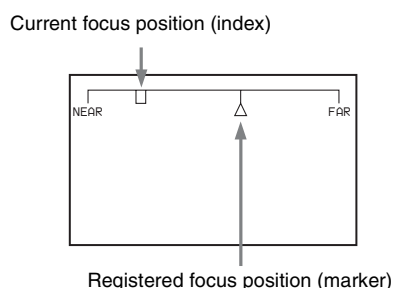 Current focus position (index)
NEAR
FAR
Registered focus position (marker)